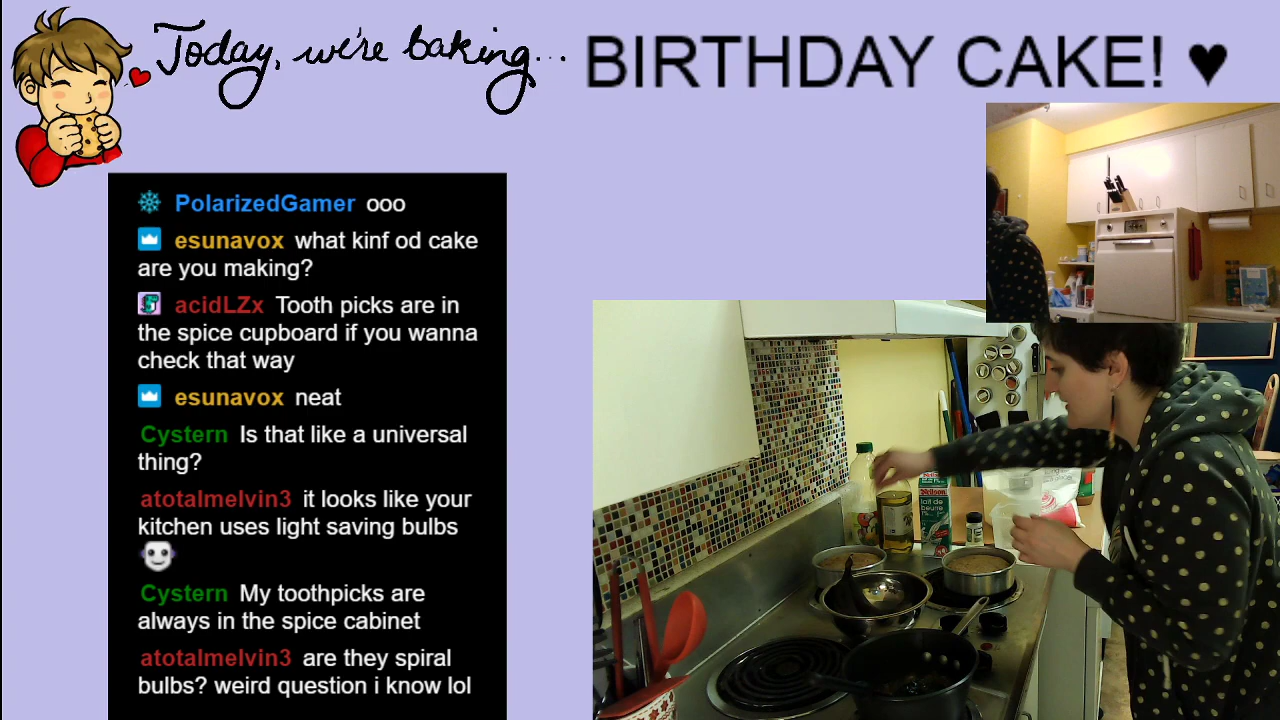 Today, we're baking... BIRTHDAY CAKE! ♥
PolarizedGamer ooo
esunavox what kinf od cake
are you making?
acidLZx Tooth picks are in
the spice cupboard if you wanna
check that way
esunavox neat
Cystern Is that like a universal
thing?
atotalmelvin3 it looks like your
kitchen uses light saving bulbs
Cystern My toothpicks are
always in the spice cabinet
atotalmelvin3 are they spiral
bulbs? weird question i know lol
Neilson
lait de
beurre